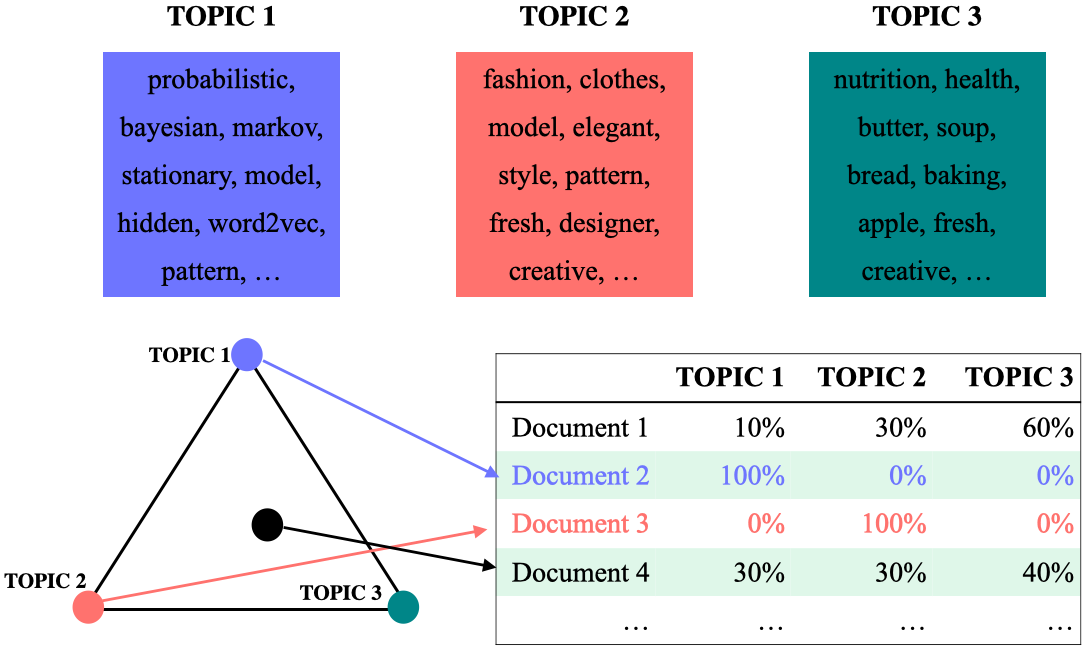 TOPIC 1
TOPIC 2
TOPIC 3
probabilistic,
bayesian, markov,
stationary, model,
hidden, word2vec,
pattern, …
fashion, clothes,
model, elegant,
style, pattern,
fresh, designer,
creative, …
nutrition, health,
butter, soup,
bread, baking,
apple, fresh,
creative, …
TOPIC 1
TOPIC 2
TOPIC 3
TOPIC 1 TOPIC 2 TOPIC 3
Document 1 10% 30% 60%
Document 2 100% 0% 0%
Document 3 0% 100% 0%
Document 4 30% 30% 40%
… … … …